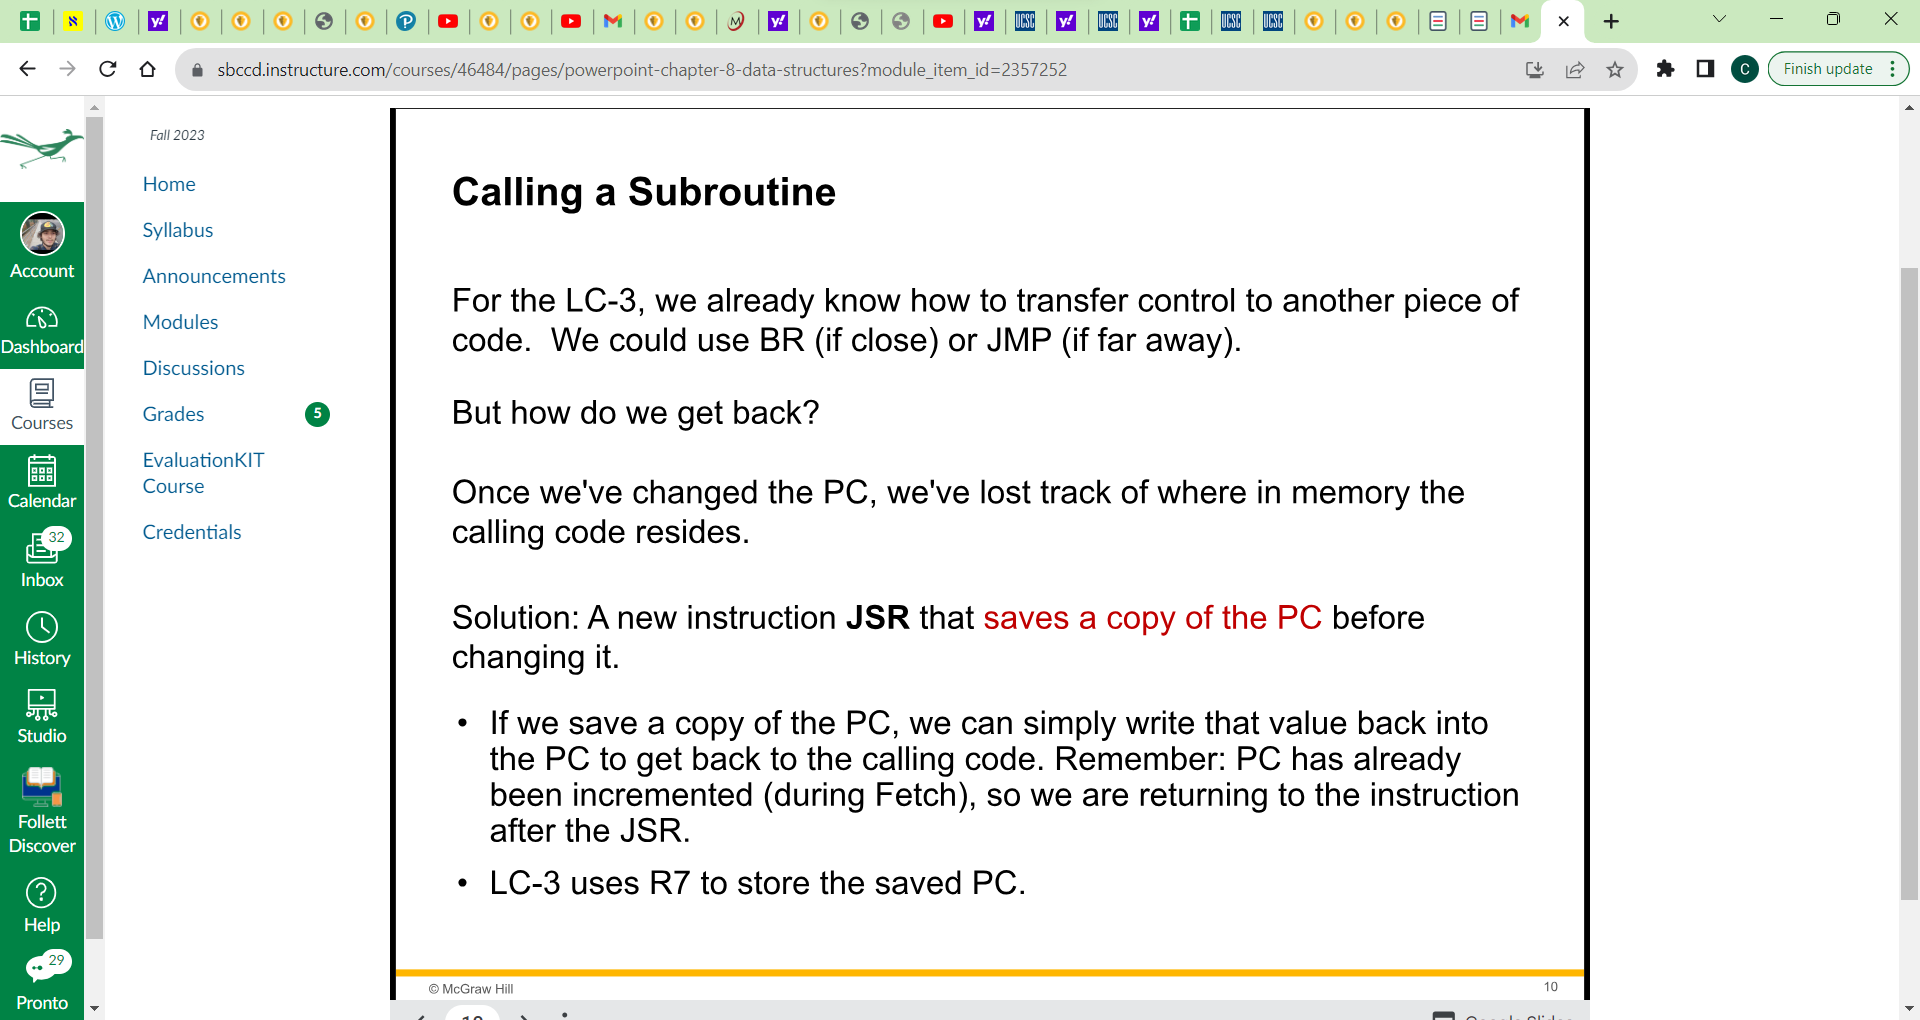 sbccd.instructure.com/courses/46484/pages/powerpoint-chapter-8-data-structures?module_item_id=2357252
C
Finish update
Fall 2023
Home
Syllabus
Announcements
Modules
Discussions
Grades 5
EvaluationKIT
Course
Credentials
Account
Dashboard
Courses
Calendar
32
Inbox
History
Studio
Follett
Discover
Help
29
Pronto
Calling a Subroutine
For the LC-3, we already know how to transfer control to another piece of
code. We could use BR (if close) or JMP (if far away).
But how do we get back?
Once we've changed the PC, we've lost track of where in memory the
calling code resides.
Solution: A new instruction JSR that saves a copy of the PC before
changing it.
• If we save a copy of the PC, we can simply write that value back into
the PC to get back to the calling code. Remember: PC has already
been incremented (during Fetch), so we are returning to the instruction
after the JSR.
• LC-3 uses R7 to store the saved PC.
© McGraw Hill
10